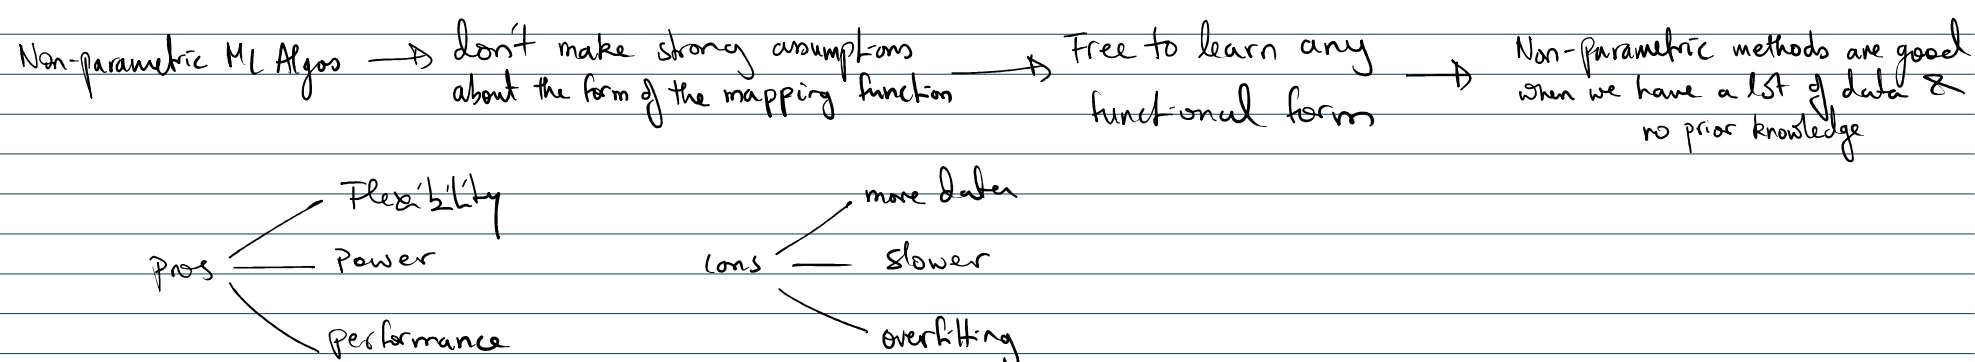 Non-parametric ML Algos → don't make strong assumptions
about the form of the mapping function → Free to learn any
functional form → Non-parametric methods are good
when we have a lot of data &
no prior knowledge
Pros
Flexibility
Power
performance
Cons
more data
slower
overfitting